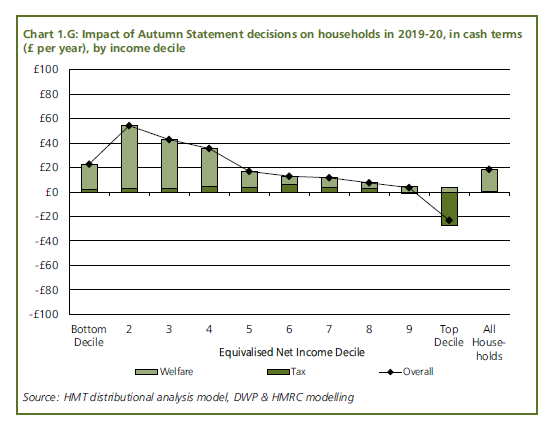 Chart 1.G: Impact of Autumn Statement decisions on households in 2019-20, in cash terms
(£ per year), by income decile
£100
£80
£60
£40
£20
£0
-£20
-£40
-£60
-£80
-£100
Bottom Decile 2 3 4 5 6 7 8 9 Top Decile All House-holds
Equivalised Net Income Decile
Welfare Tax Overall
Source: HMT distributional analysis model, DWP & HMRC modelling